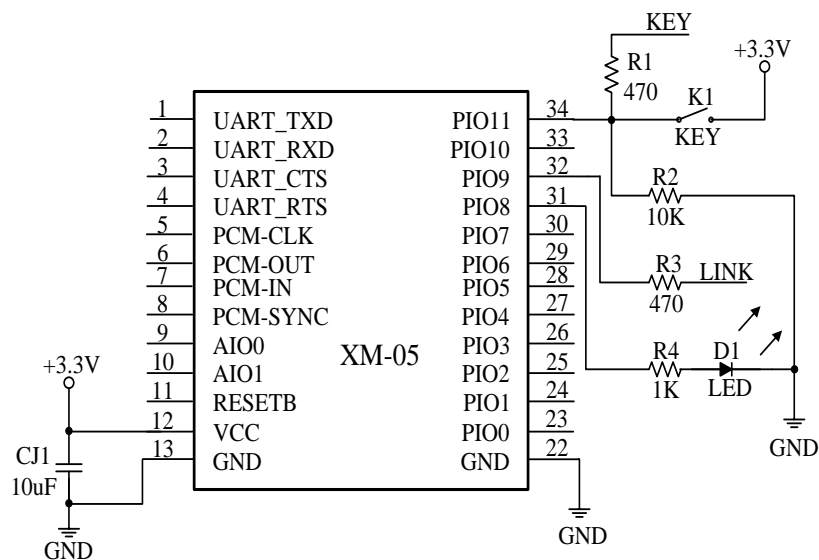 KEY
+3.3V
R1
470
K1
KEY
1 UART_TXD PIO11 34
2 UART_RXD PIO10 33
3 UART_CTS PIO9 32
4 UART_RTS PIO8 31
5 PCM-CLK PIO7 30
6 PCM-OUT PIO6 29
7 PCM-IN PIO5 28
8 PCM-SYNC PIO4 27
9 AIO0 PIO3 26
10 AIO1 PIO2 25
11 RESETB PIO1 24
12 VCC PIO0 23
13 GND GND 22
XM-05
R2
10K
R3 LINK
470
R4 D1
1K LED
GND
+3.3V
CJ1
10uF
GND
GND